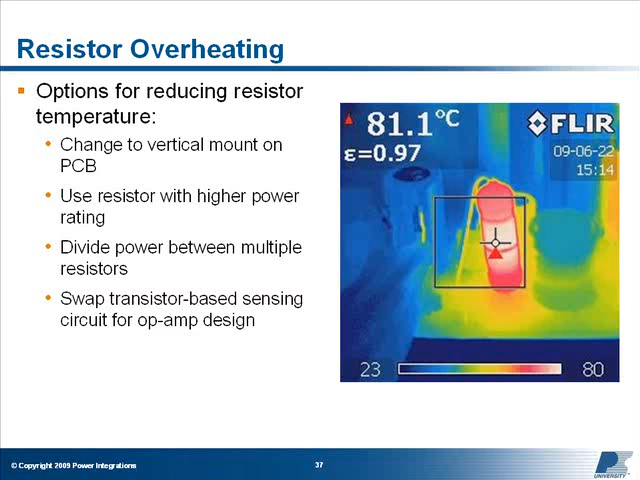 Resistor Overheating
Options for reducing resistor
temperature:
Change to vertical mount on
PCB
Use resistor with higher power
rating
Divide power between multiple
resistors
Swap transistor-based sensing
circuit for op-amp design
81.1°C
FLIR
ε=0.97
09-06-22
15:14
23
80
© Copyright 2009 Power Integrations
37
UNIVERSITY